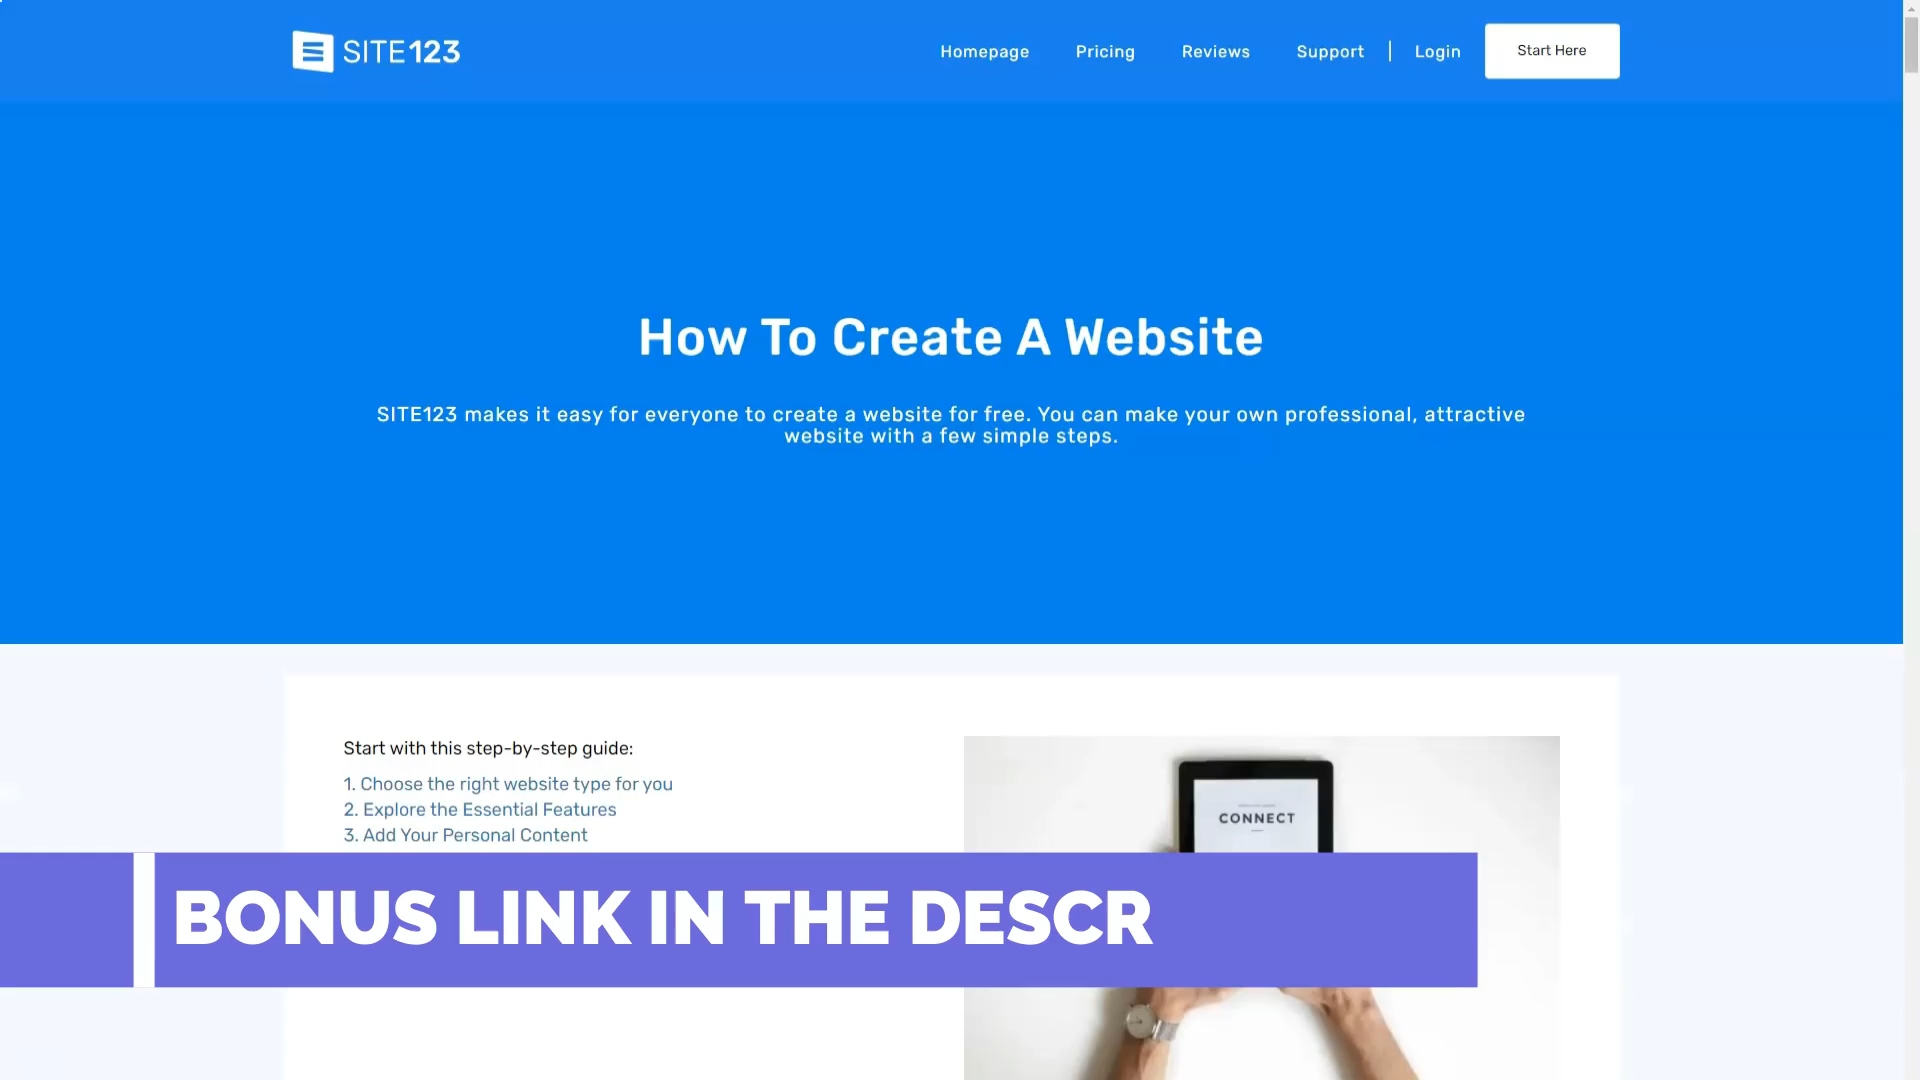 SITE123
Homepage
Pricing
Reviews
Support
Login
Start Here
How To Create A Website
SITE123 makes it easy for everyone to create a website for free. You can make your own professional, attractive
website with a few simple steps.
Start with this step-by-step guide:
1. Choose the right website type for you
2. Explore the Essential Features
3. Add Your Personal Content
CONNECT
BONUS LINK IN THE DESCR